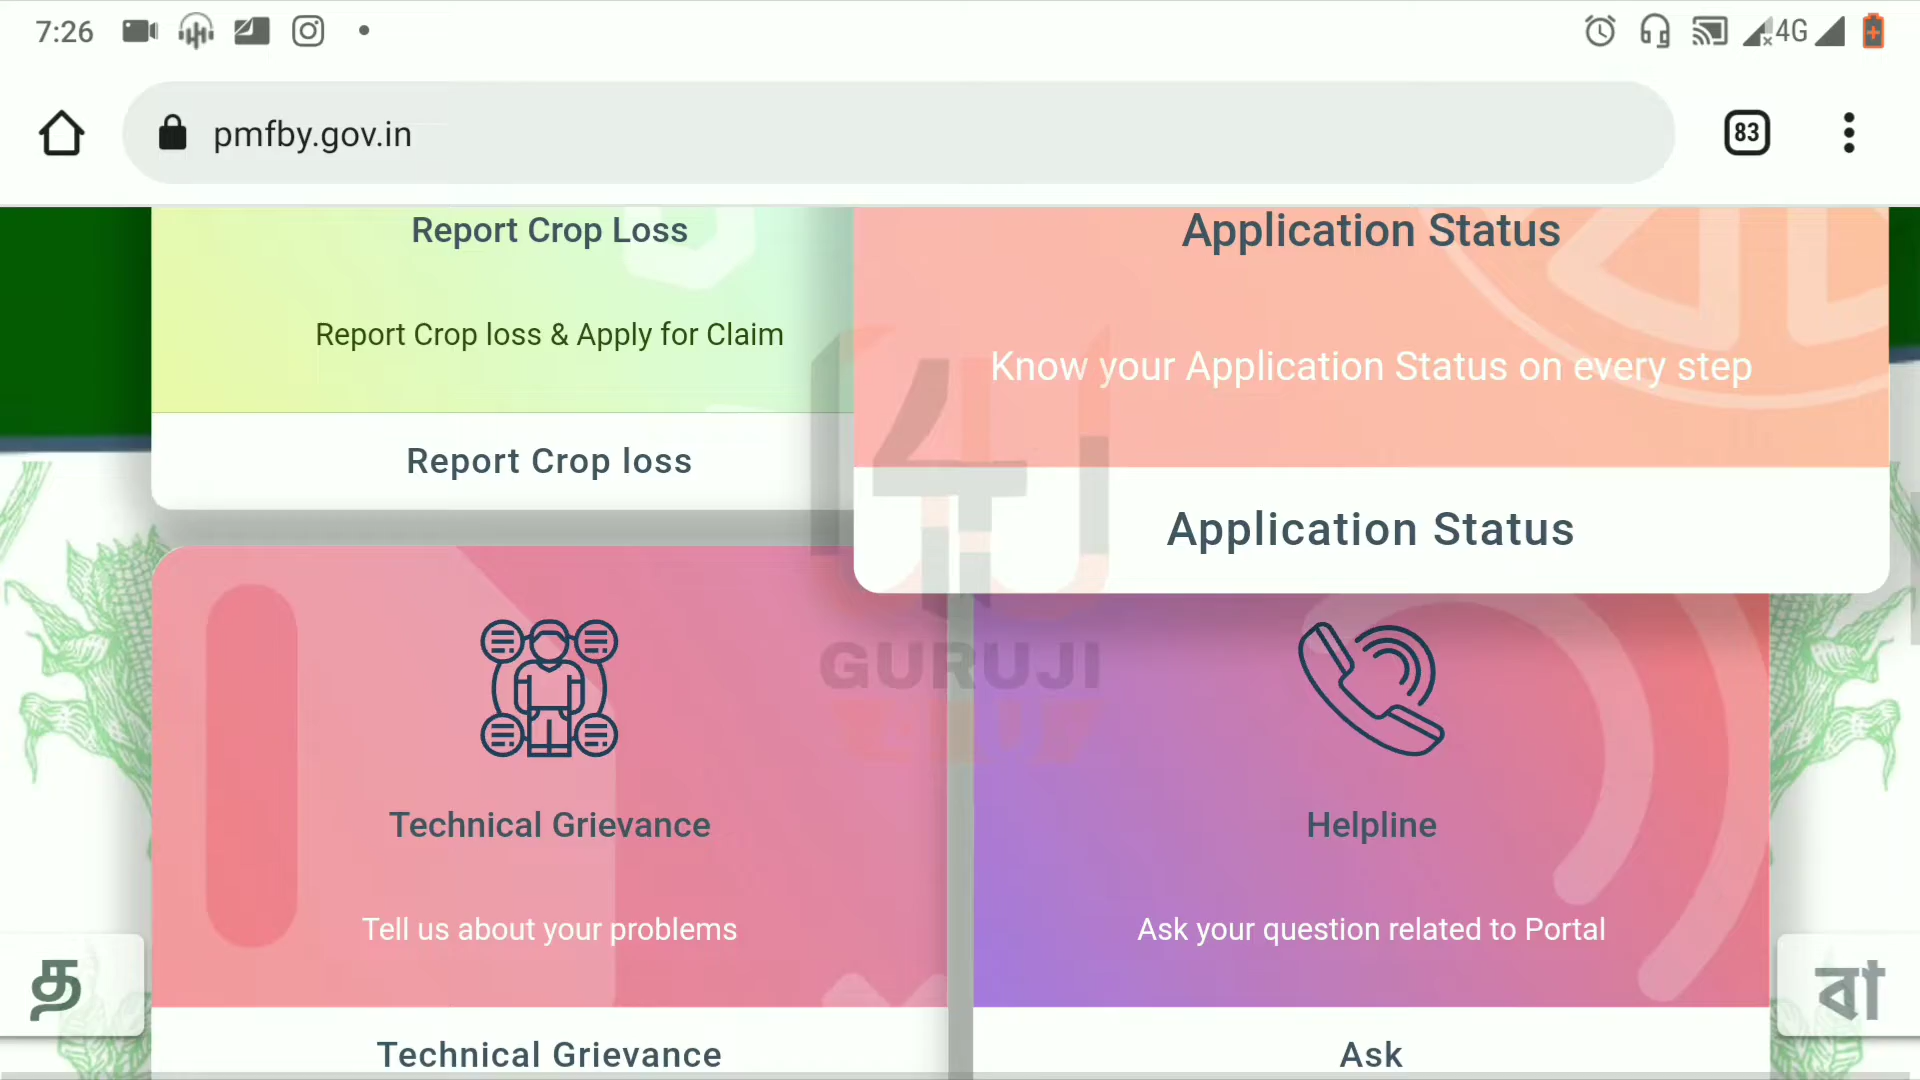 7:26
4G
pmfby.gov.in
83
Report Crop Loss
Application Status
Report Crop loss & Apply for Claim
Know your Application Status on every step
Report Crop loss
Application Status
4U
GURUJI
Technical Grievance
Helpline
Tell us about your problems
Ask your question related to Portal
த
বা
Technical Grievance
Ask